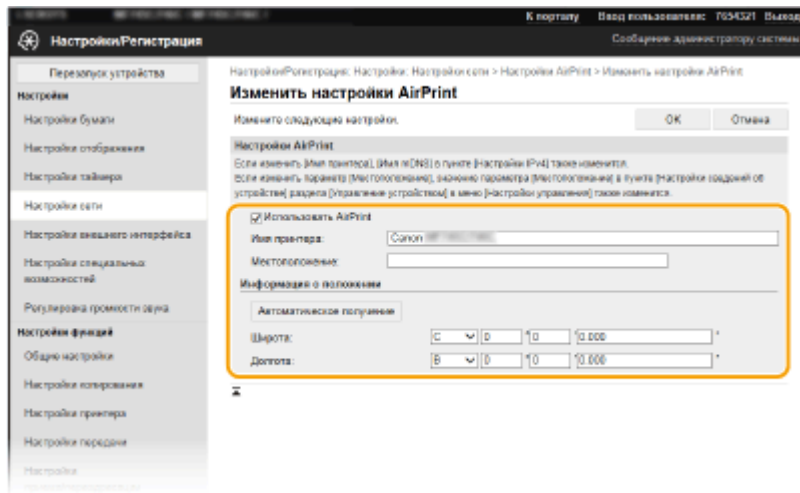 К порталу Ввод пользователя: 7654321 Выход
Настройки/Регистрация
Сообщение администратору системы
Перезапуск устройства
Настройки
Настройки бумаги
Настройки отображения
Настройки таймера
Настройки сети
Настройки внешнего интерфейса
Настройки специальных
возможностей
Регулировка громкости звука
Настройки функций
Общие настройки
Настройки копирования
Настройки принтера
Настройки передачи
Настройки
Настройки/Регистрация: Настройки: Настройки сети > Настройки AirPrint > Изменить настройки AirPrint
Изменить настройки AirPrint
Измените следующие настройки.
OK Отмена
Настройки AirPrint
Если изменить [Имя принтера], [Имя mDNS] в пункте [Настройки IPv4] также изменится.
Если изменить параметр [Местоположение], значение параметра [Местоположение] в пункте [Настройки сведений об
устройстве] раздела [Управление устройством] в меню [Настройки управления] также изменится.
Использовать AirPrint
Имя принтера: Canon
Местоположение:
Информация о положении
Автоматическое получение
Широта: С 0 ° 0 ' 0.000 "
Долгота: В 0 ° 0 ' 0.000 "